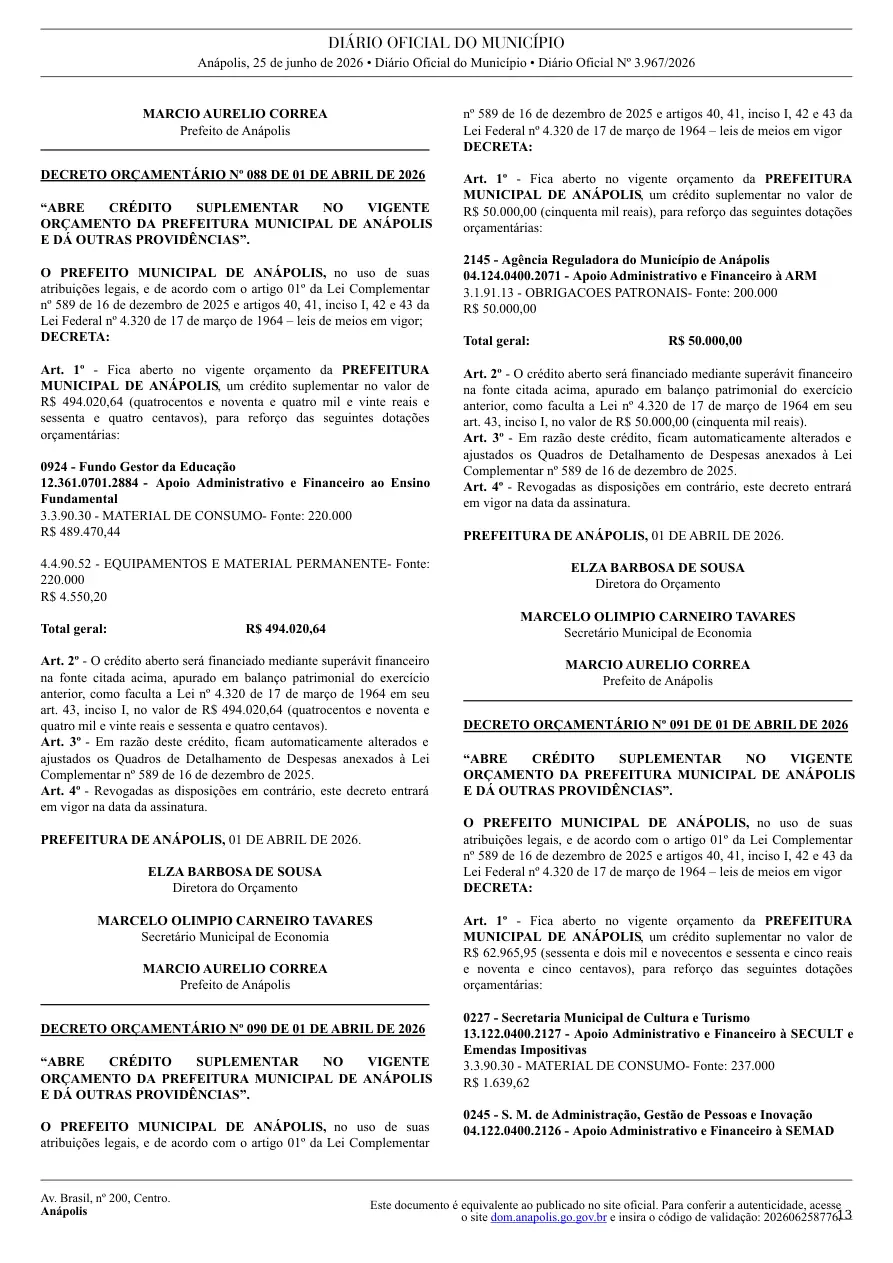 DIÁRIO OFICIAL DO MUNICÍPIO
Anápolis, 25 de junho de 2026 • Diário Oficial do Município • Diário Oficial Nº 3.967/2026
MARCIO AURELIO CORREA
Prefeito de Anápolis
DECRETO ORÇAMENTÁRIO Nº 088 DE 01 DE ABRIL DE 2026
“ABRE CRÉDITO SUPLEMENTAR NO VIGENTE
ORÇAMENTO DA PREFEITURA MUNICIPAL DE ANÁPOLIS
E DÁ OUTRAS PROVIDÊNCIAS”.
O PREFEITO MUNICIPAL DE ANÁPOLIS, no uso de suas
atribuições legais, e de acordo com o artigo 01º da Lei Complementar
nº 589 de 16 de dezembro de 2025 e artigos 40, 41, inciso I, 42 e 43 da
Lei Federal nº 4.320 de 17 de março de 1964 – leis de meios em vigor;
DECRETA:
Art. 1º - Fica aberto no vigente orçamento da PREFEITURA
MUNICIPAL DE ANÁPOLIS, um crédito suplementar no valor de
R$ 494.020,64 (quatrocentos e noventa e quatro mil e vinte reais e
sessenta e quatro centavos), para reforço das seguintes dotações
orçamentárias:
0924 - Fundo Gestor da Educação
12.361.0701.2884 - Apoio Administrativo e Financeiro ao Ensino
Fundamental
3.3.90.30 - MATERIAL DE CONSUMO- Fonte: 220.000
R$ 489.470,44
4.4.90.52 - EQUIPAMENTOS E MATERIAL PERMANENTE- Fonte:
220.000
R$ 4.550,20
Total geral: R$ 494.020,64
Art. 2º - O crédito aberto será financiado mediante superávit financeiro
na fonte citada acima, apurado em balanço patrimonial do exercício
anterior, como faculta a Lei nº 4.320 de 17 de março de 1964 em seu
art. 43, inciso I, no valor de R$ 494.020,64 (quatrocentos e noventa e
quatro mil e vinte reais e sessenta e quatro centavos).
Art. 3º - Em razão deste crédito, ficam automaticamente alterados e
ajustados os Quadros de Detalhamento de Despesas anexados à Lei
Complementar nº 589 de 16 de dezembro de 2025.
Art. 4º - Revogadas as disposições em contrário, este decreto entrará
em vigor na data da assinatura.
PREFEITURA DE ANÁPOLIS, 01 DE ABRIL DE 2026.
ELZA BARBOSA DE SOUSA
Diretora do Orçamento
MARCELO OLIMPIO CARNEIRO TAVARES
Secretário Municipal de Economia
MARCIO AURELIO CORREA
Prefeito de Anápolis
DECRETO ORÇAMENTÁRIO Nº 090 DE 01 DE ABRIL DE 2026
“ABRE CRÉDITO SUPLEMENTAR NO VIGENTE
ORÇAMENTO DA PREFEITURA MUNICIPAL DE ANÁPOLIS
E DÁ OUTRAS PROVIDÊNCIAS”.
O PREFEITO MUNICIPAL DE ANÁPOLIS, no uso de suas
atribuições legais, e de acordo com o artigo 01º da Lei Complementar
nº 589 de 16 de dezembro de 2025 e artigos 40, 41, inciso I, 42 e 43 da
Lei Federal nº 4.320 de 17 de março de 1964 – leis de meios em vigor
DECRETA:
Art. 1º - Fica aberto no vigente orçamento da PREFEITURA
MUNICIPAL DE ANÁPOLIS, um crédito suplementar no valor de
R$ 50.000,00 (cinquenta mil reais), para reforço das seguintes dotações
orçamentárias:
2145 - Agência Reguladora do Município de Anápolis
04.124.0400.2071 - Apoio Administrativo e Financeiro à ARM
3.1.91.13 - OBRIGACOES PATRONAIS- Fonte: 200.000
R$ 50.000,00
Total geral: R$ 50.000,00
Art. 2º - O crédito aberto será financiado mediante superávit financeiro
na fonte citada acima, apurado em balanço patrimonial do exercício
anterior, como faculta a Lei nº 4.320 de 17 de março de 1964 em seu
art. 43, inciso I, no valor de R$ 50.000,00 (cinquenta mil reais).
Art. 3º - Em razão deste crédito, ficam automaticamente alterados e
ajustados os Quadros de Detalhamento de Despesas anexados à Lei
Complementar nº 589 de 16 de dezembro de 2025.
Art. 4º - Revogadas as disposições em contrário, este decreto entrará
em vigor na data da assinatura.
PREFEITURA DE ANÁPOLIS, 01 DE ABRIL DE 2026.
ELZA BARBOSA DE SOUSA
Diretora do Orçamento
MARCELO OLIMPIO CARNEIRO TAVARES
Secretário Municipal de Economia
MARCIO AURELIO CORREA
Prefeito de Anápolis
DECRETO ORÇAMENTÁRIO Nº 091 DE 01 DE ABRIL DE 2026
“ABRE CRÉDITO SUPLEMENTAR NO VIGENTE
ORÇAMENTO DA PREFEITURA MUNICIPAL DE ANÁPOLIS
E DÁ OUTRAS PROVIDÊNCIAS”.
O PREFEITO MUNICIPAL DE ANÁPOLIS, no uso de suas
atribuições legais, e de acordo com o artigo 01º da Lei Complementar
nº 589 de 16 de dezembro de 2025 e artigos 40, 41, inciso I, 42 e 43 da
Lei Federal nº 4.320 de 17 de março de 1964 – leis de meios em vigor
DECRETA:
Art. 1º - Fica aberto no vigente orçamento da PREFEITURA
MUNICIPAL DE ANÁPOLIS, um crédito suplementar no valor de
R$ 62.965,95 (sessenta e dois mil e novecentos e sessenta e cinco reais
e noventa e cinco centavos), para reforço das seguintes dotações
orçamentárias:
0227 - Secretaria Municipal de Cultura e Turismo
13.122.0400.2127 - Apoio Administrativo e Financeiro à SECULT e
Emendas Impositivas
3.3.90.30 - MATERIAL DE CONSUMO- Fonte: 237.000
R$ 1.639,62
0245 - S. M. de Administração, Gestão de Pessoas e Inovação
04.122.0400.2126 - Apoio Administrativo e Financeiro à SEMAD
Av. Brasil, nº 200, Centro.
Anápolis
Este documento é equivalente ao publicado no site oficial. Para conferir a autenticidade, acesse
o site dom.anapolis.go.gov.br e insira o código de validação: 202606258776
13